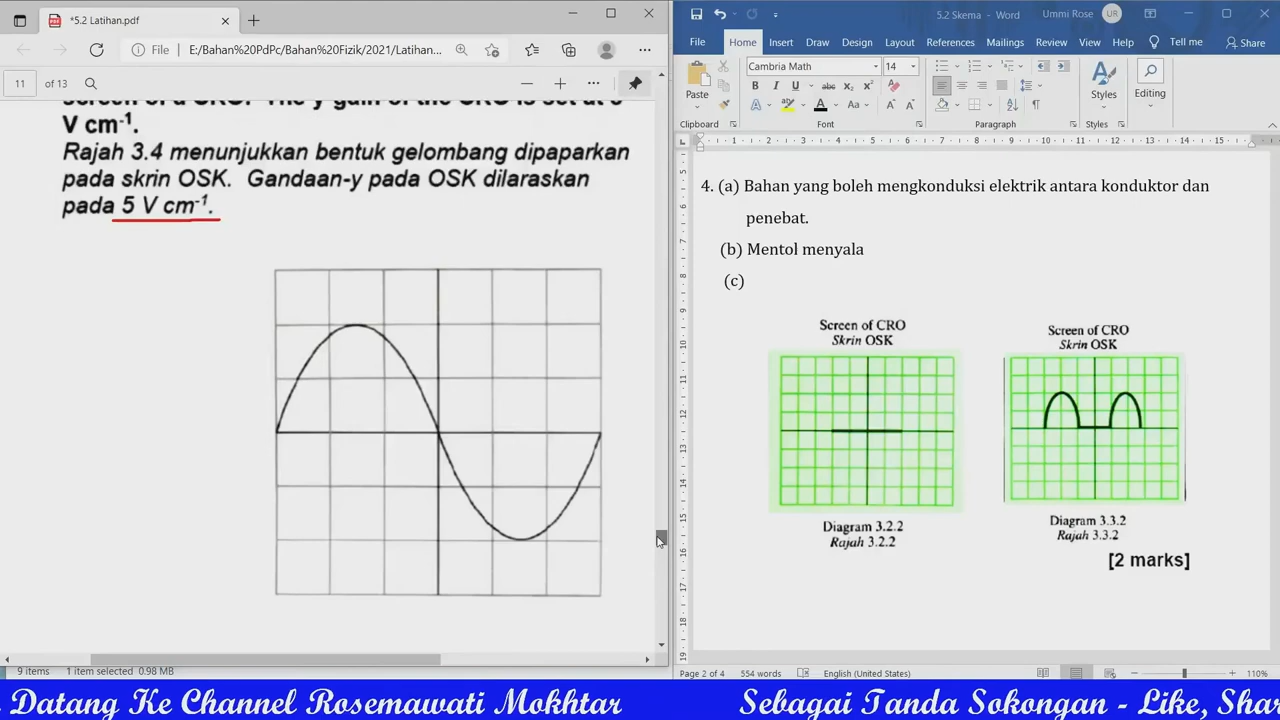 *5.2 Latihan.pdf
File
E:/Bahan%20PdPc/Bahan%20Fizik/2021/Latihan...
11 of 13
V cm-1.
Rajah 3.4 menunjukkan bentuk gelombang dipaparkan
pada skrin OSK. Gandaan-y pada OSK dilaraskan
pada 5 V cm-1.
9 items 1 item selected 0.98 MB
5.2 Skema - Word
Ummi Rose UR
File Home Insert Draw Design Layout References Mailings Review View Help Tell me Share
Cambria Math 14
Paste
Styles
Editing
Clipboard Font Paragraph Styles
4. (a) Bahan yang boleh mengkonduksi elektrik antara konduktor dan
penebat.
(b) Mentol menyala
(c)
Screen of CRO
Skrin OSK
Diagram 3.2.2
Rajah 3.2.2
Screen of CRO
Skrin OSK
Diagram 3.3.2
Rajah 3.3.2
[2 marks]
Page 2 of 4 554 words English (United States) 110%
Datang Ke Channel Rosemawati Mokhtar
Sebagai Tanda Sokongan - Like, Shar